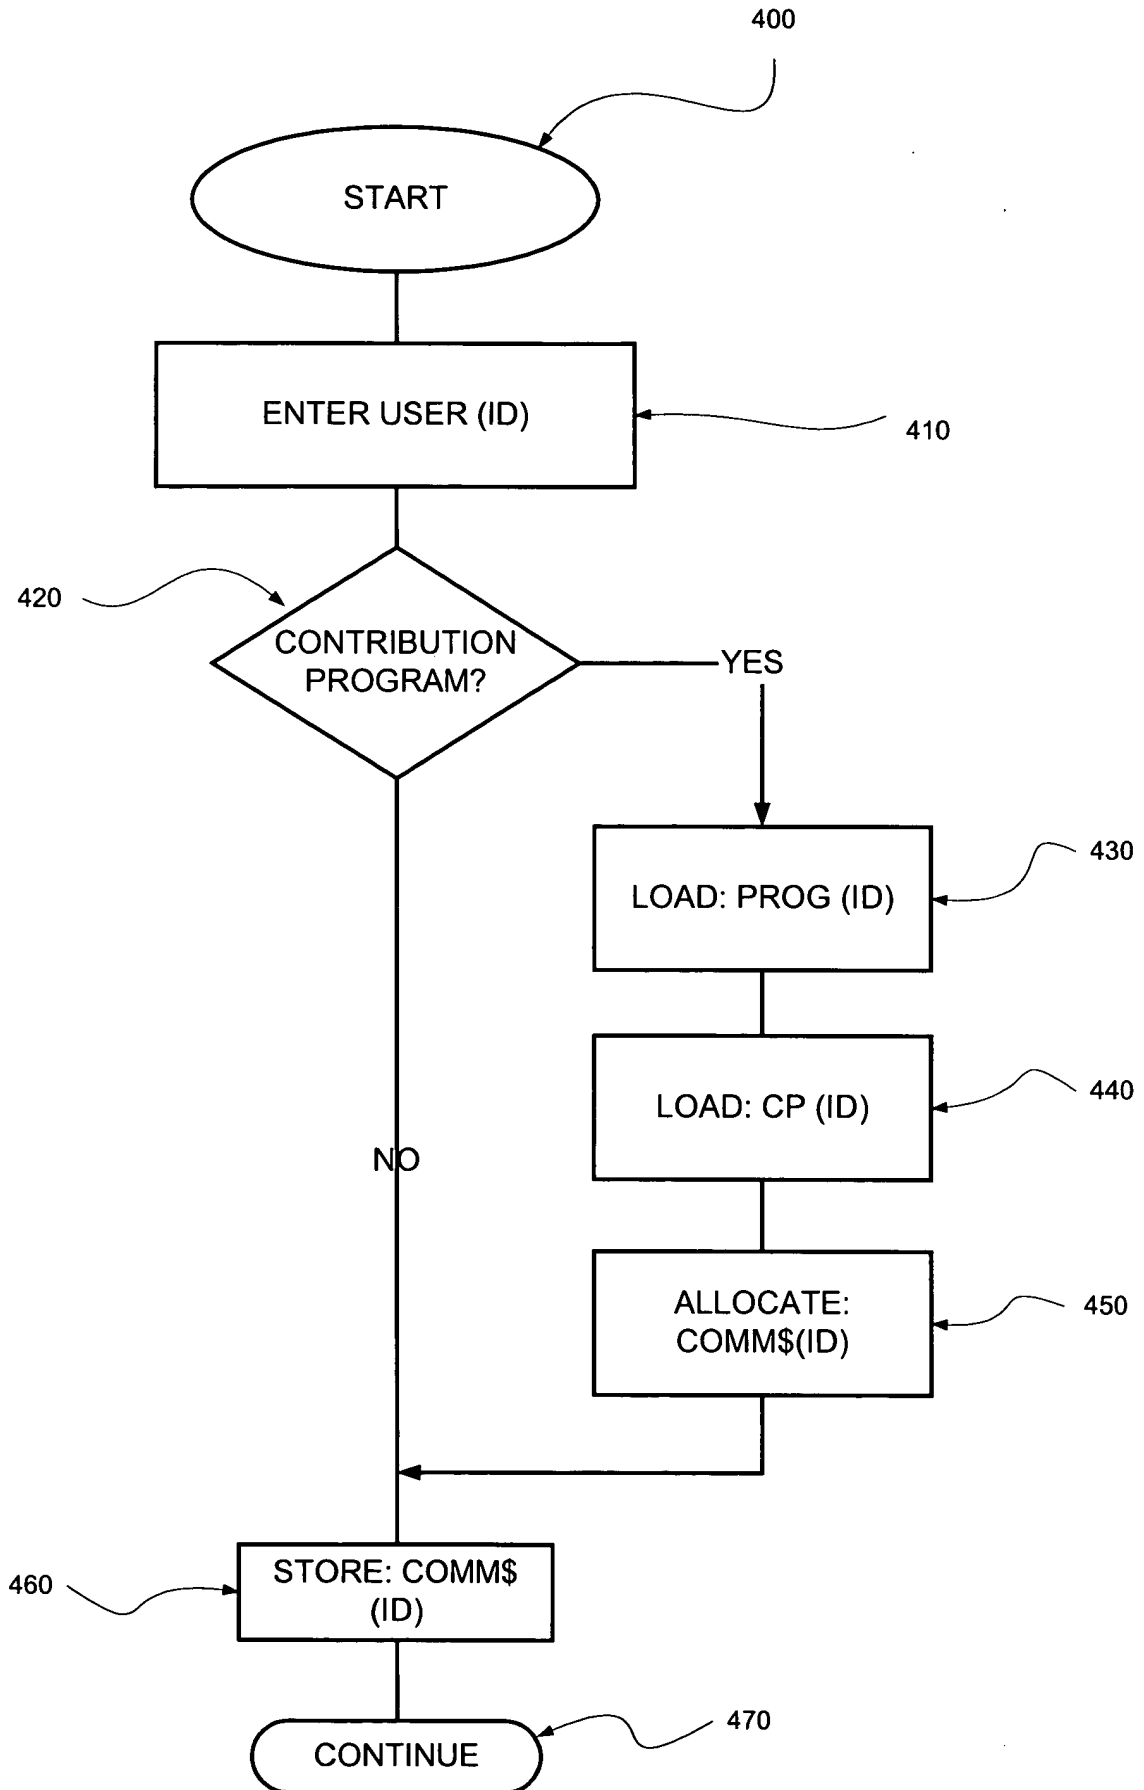 400
START
ENTER USER (ID)
410
420
CONTRIBUTION
PROGRAM?
YES
430
LOAD: PROG (ID)
440
LOAD: CP (ID)
NO
ALLOCATE:
COMM$(ID)
450
STORE: COMM$
(ID)
460
470
CONTINUE